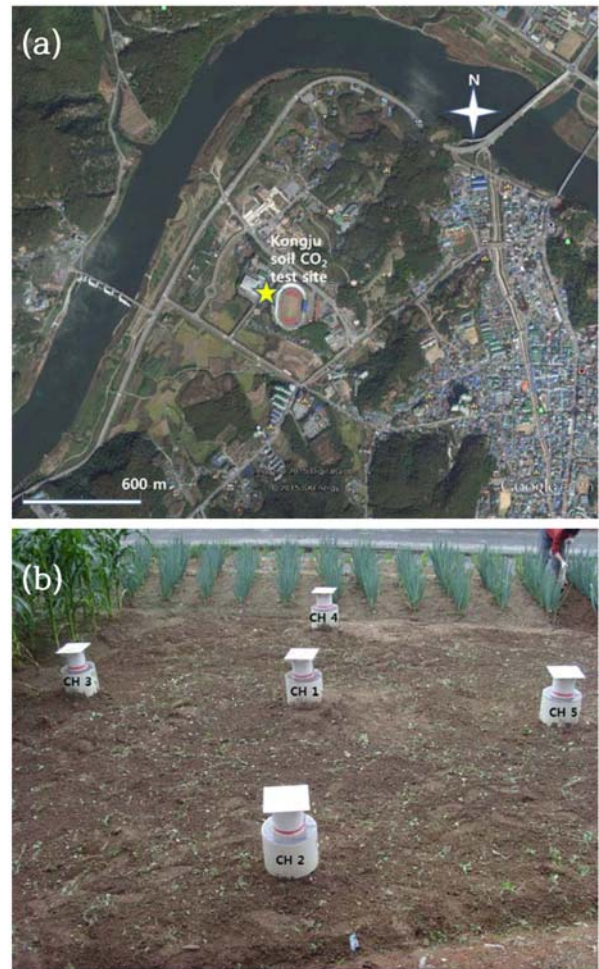 (a)
N
Kongju
soil CO₂
test site
600 m
(b)
CH 4
CH 3
CH 1
CH 5
CH 2